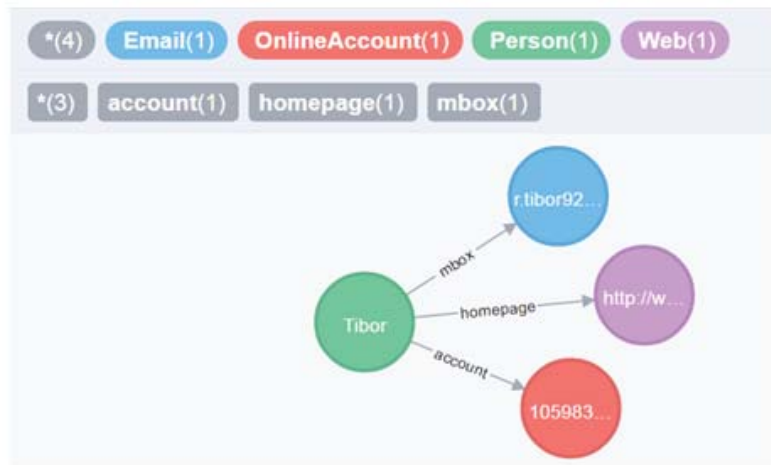 *(4) Email(1) OnlineAccount(1) Person(1) Web(1)
*(3) account(1) homepage(1) mbox(1)
r.tibor92...
mbox
http://w...
homepage
Tibor
account
105983...